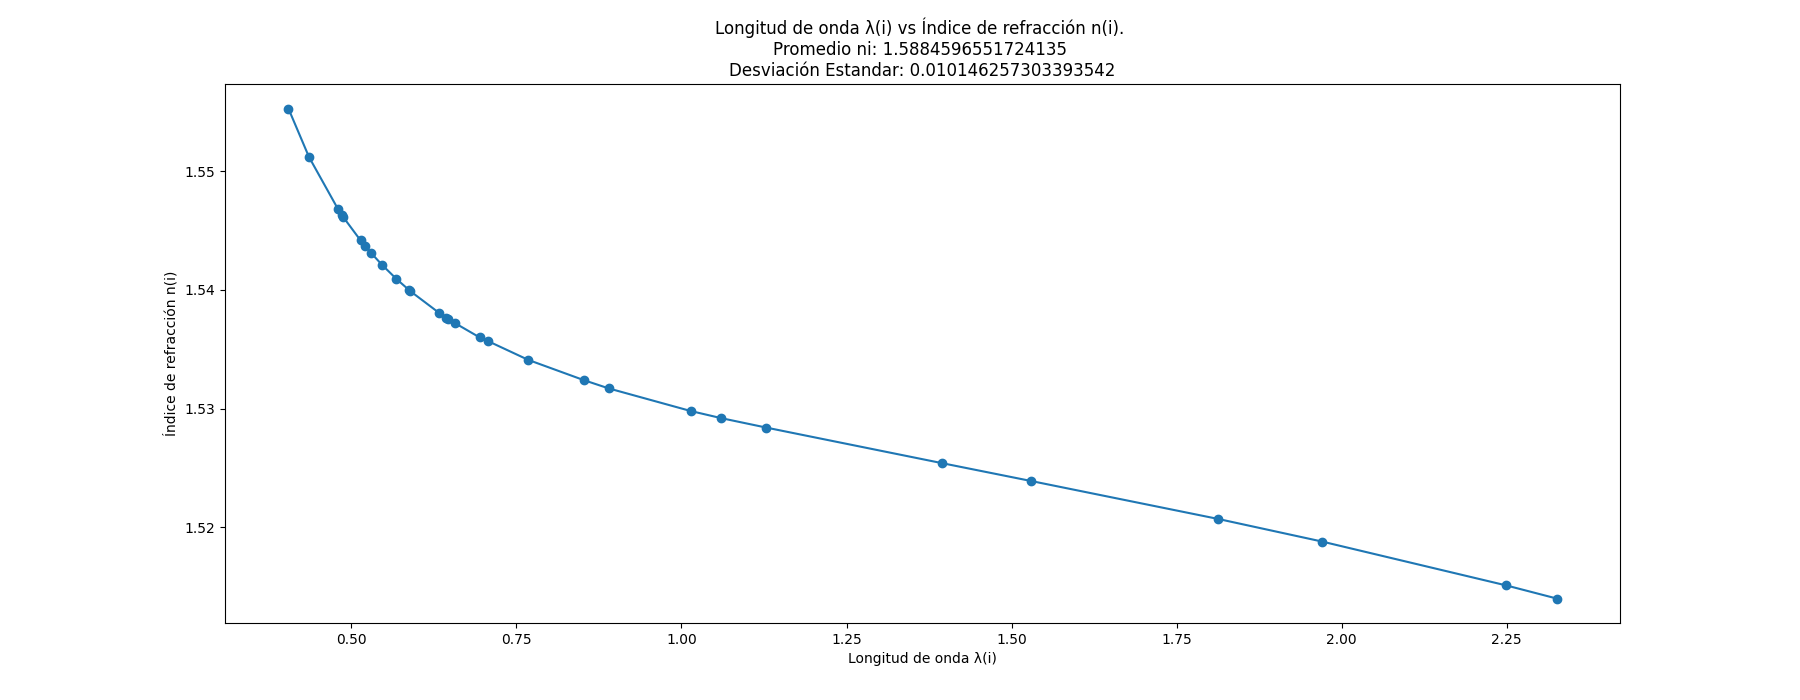 Longitud de onda λ(i) vs Índice de refracción n(i).
Promedio ni: 1.5884596551724135
Desviación Estandar: 0.010146257303393542
1.55
1.54
1.53
1.52
Índice de refracción n(i)
0.50 0.75 1.00 1.25 1.50 1.75 2.00 2.25
Longitud de onda λ(i)